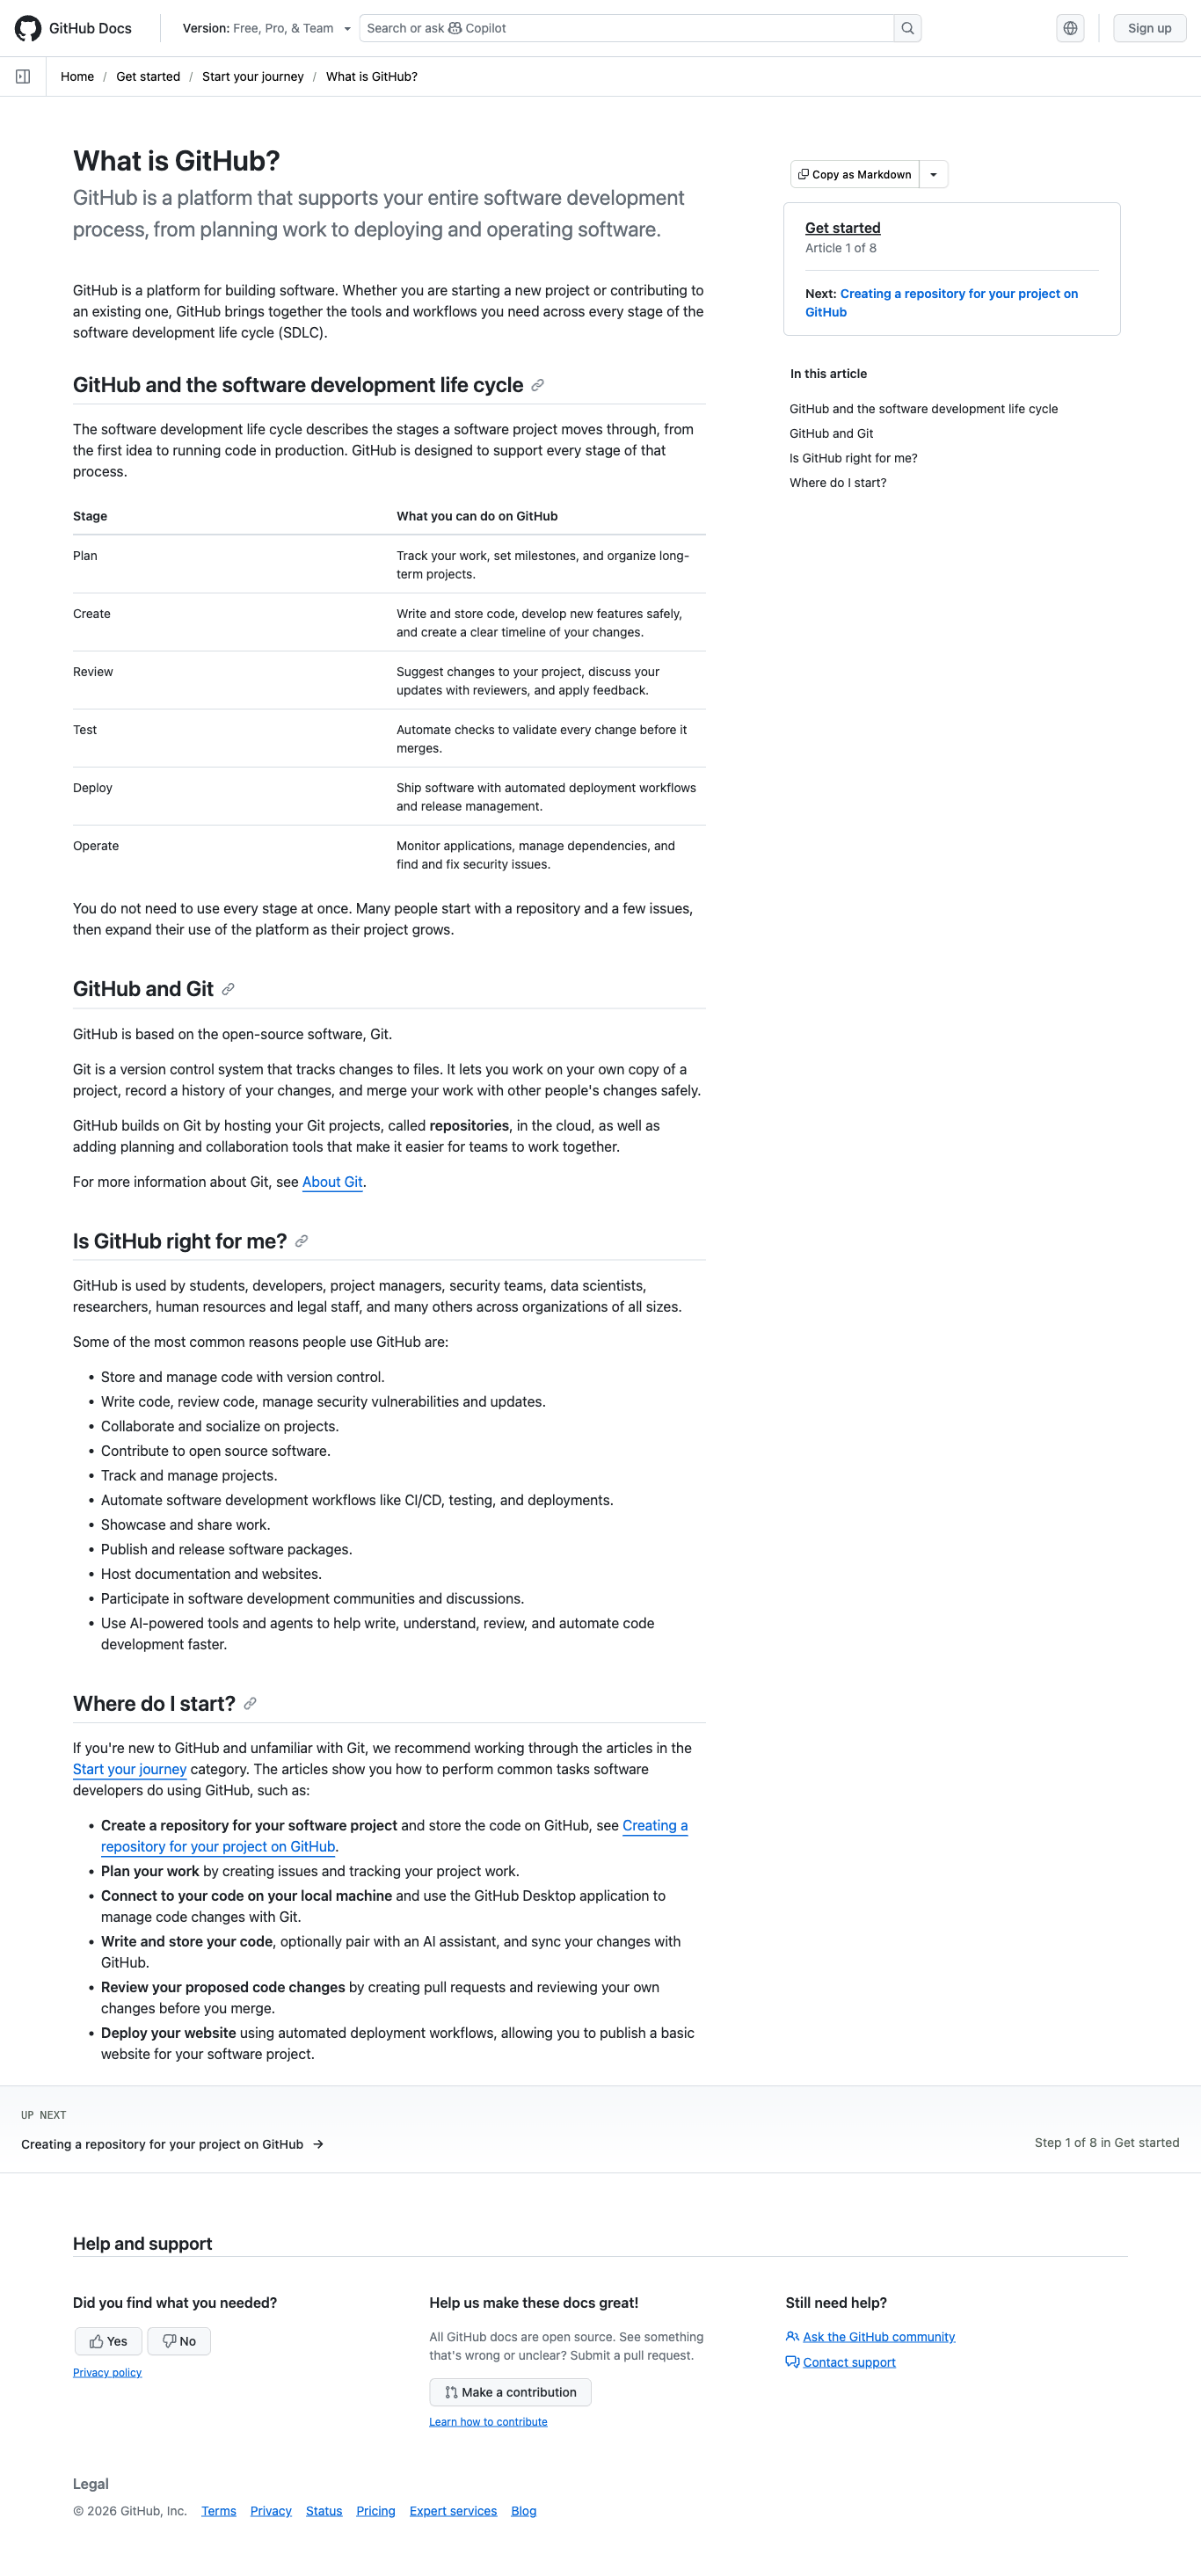 GitHub Docs
Version: Free, Pro, & Team
Search or ask Copilot
Sign up
Home / Get started / Start your journey / What is GitHub?
What is GitHub?
GitHub is a platform that supports your entire software development
process, from planning work to deploying and operating software.
GitHub is a platform for building software. Whether you are starting a new project or contributing to
an existing one, GitHub brings together the tools and workflows you need across every stage of the
software development life cycle (SDLC).
GitHub and the software development life cycle
The software development life cycle describes the stages a software project moves through, from
the first idea to running code in production. GitHub is designed to support every stage of that
process.
Stage What you can do on GitHub
Plan Track your work, set milestones, and organize long-
term projects.
Create Write and store code, develop new features safely,
and create a clear timeline of your changes.
Review Suggest changes to your project, discuss your
updates with reviewers, and apply feedback.
Test Automate checks to validate every change before it
merges.
Deploy Ship software with automated deployment workflows
and release management.
Operate Monitor applications, manage dependencies, and
find and fix security issues.
You do not need to use every stage at once. Many people start with a repository and a few issues,
then expand their use of the platform as their project grows.
GitHub and Git
GitHub is based on the open-source software, Git.
Git is a version control system that tracks changes to files. It lets you work on your own copy of a
project, record a history of your changes, and merge your work with other people's changes safely.
GitHub builds on Git by hosting your Git projects, called repositories, in the cloud, as well as
adding planning and collaboration tools that make it easier for teams to work together.
For more information about Git, see About Git.
Is GitHub right for me?
GitHub is used by students, developers, project managers, security teams, data scientists,
researchers, human resources and legal staff, and many others across organizations of all sizes.
Some of the most common reasons people use GitHub are:
• Store and manage code with version control.
• Write code, review code, manage security vulnerabilities and updates.
• Collaborate and socialize on projects.
• Contribute to open source software.
• Track and manage projects.
• Automate software development workflows like CI/CD, testing, and deployments.
• Showcase and share work.
• Publish and release software packages.
• Host documentation and websites.
• Participate in software development communities and discussions.
• Use AI-powered tools and agents to help write, understand, review, and automate code
development faster.
Where do I start?
If you're new to GitHub and unfamiliar with Git, we recommend working through the articles in the
Start your journey category. The articles show you how to perform common tasks software
developers do using GitHub, such as:
• Create a repository for your software project and store the code on GitHub, see Creating a
repository for your project on GitHub.
• Plan your work by creating issues and tracking your project work.
• Connect to your code on your local machine and use the GitHub Desktop application to
manage code changes with Git.
• Write and store your code, optionally pair with an AI assistant, and sync your changes with
GitHub.
• Review your proposed code changes by creating pull requests and reviewing your own
changes before you merge.
• Deploy your website using automated deployment workflows, allowing you to publish a basic
website for your software project.
Copy as Markdown
Get started
Article 1 of 8
Next: Creating a repository for your project on
GitHub
In this article
GitHub and the software development life cycle
GitHub and Git
Is GitHub right for me?
Where do I start?
UP NEXT
Creating a repository for your project on GitHub →
Step 1 of 8 in Get started
Help and support
Did you find what you needed?
Yes No
Privacy policy
Help us make these docs great!
All GitHub docs are open source. See something
that's wrong or unclear? Submit a pull request.
Make a contribution
Learn how to contribute
Still need help?
Ask the GitHub community
Contact support
Legal
© 2026 GitHub, Inc. Terms Privacy Status Pricing Expert services Blog